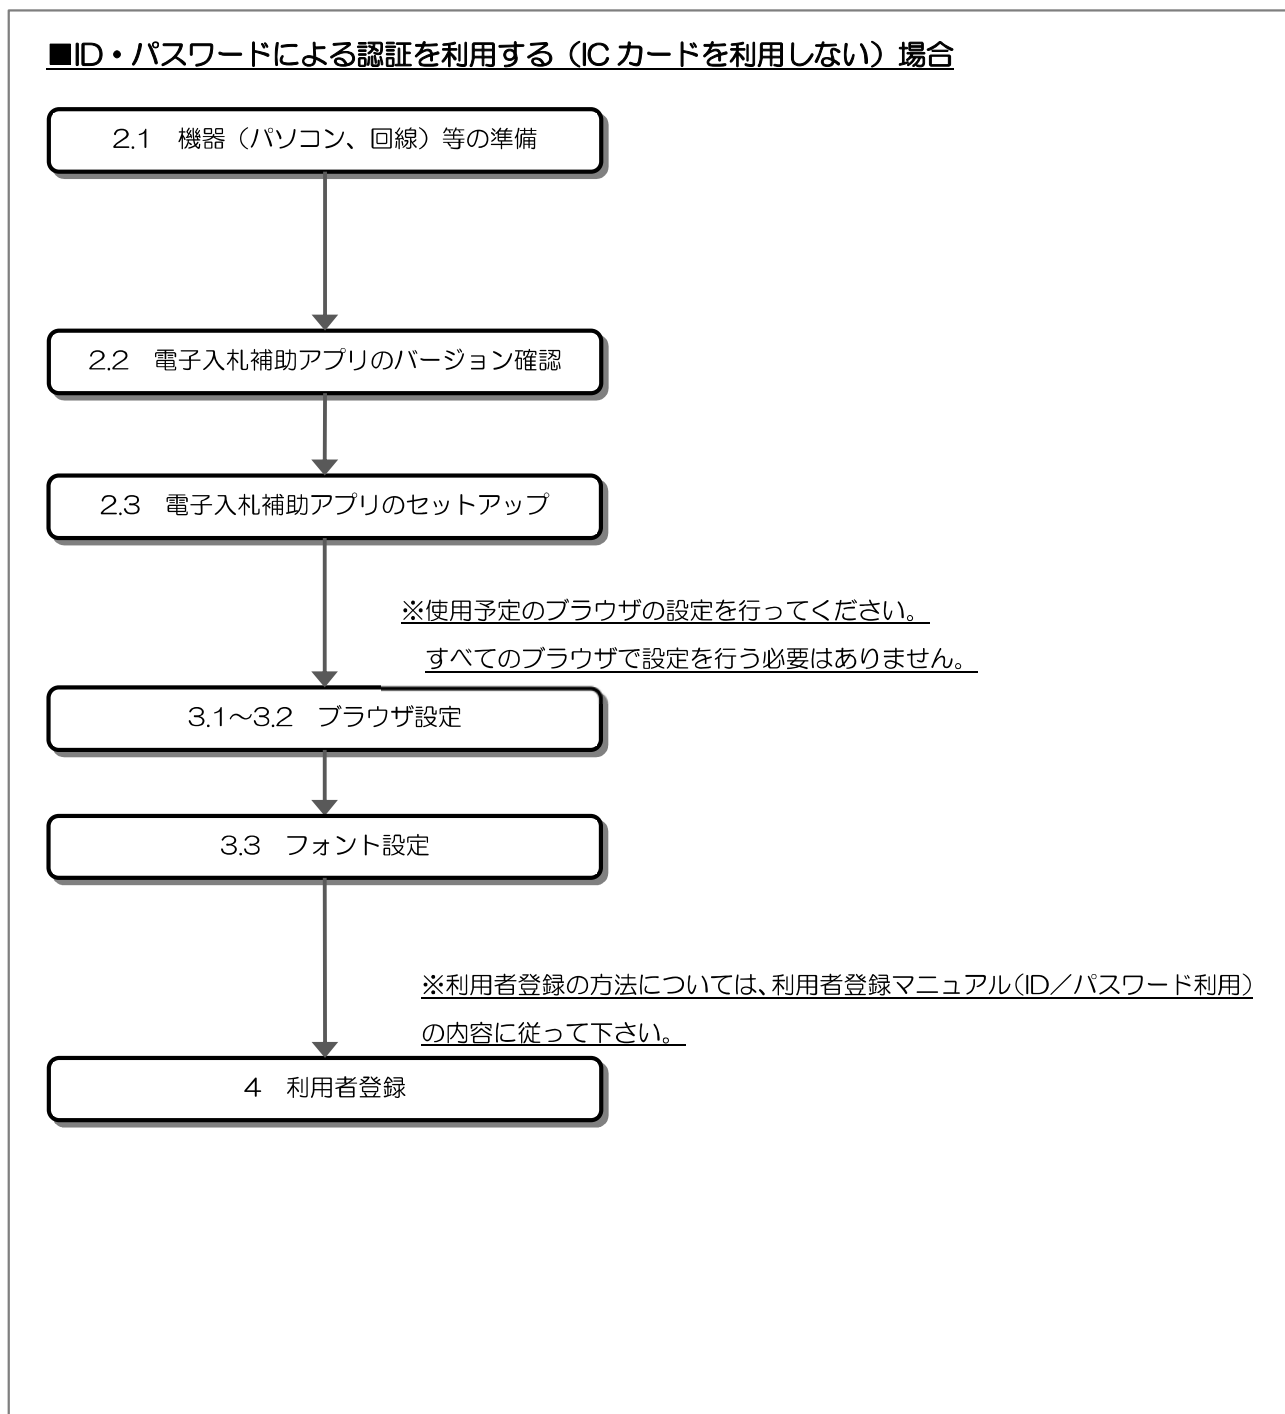 ■ID・パスワードによる認証を利用する（IC カードを利用しない）場合
2.1　機器（パソコン、回線）等の準備
2.2　電子入札補助アプリのバージョン確認
2.3　電子入札補助アプリのセットアップ
※使用予定のブラウザの設定を行ってください。
すべてのブラウザで設定を行う必要はありません。
3.1～3.2　ブラウザ設定
3.3　フォント設定
※利用者登録の方法については、利用者登録マニュアル（ID／パスワード利用）
の内容に従って下さい。
4　利用者登録